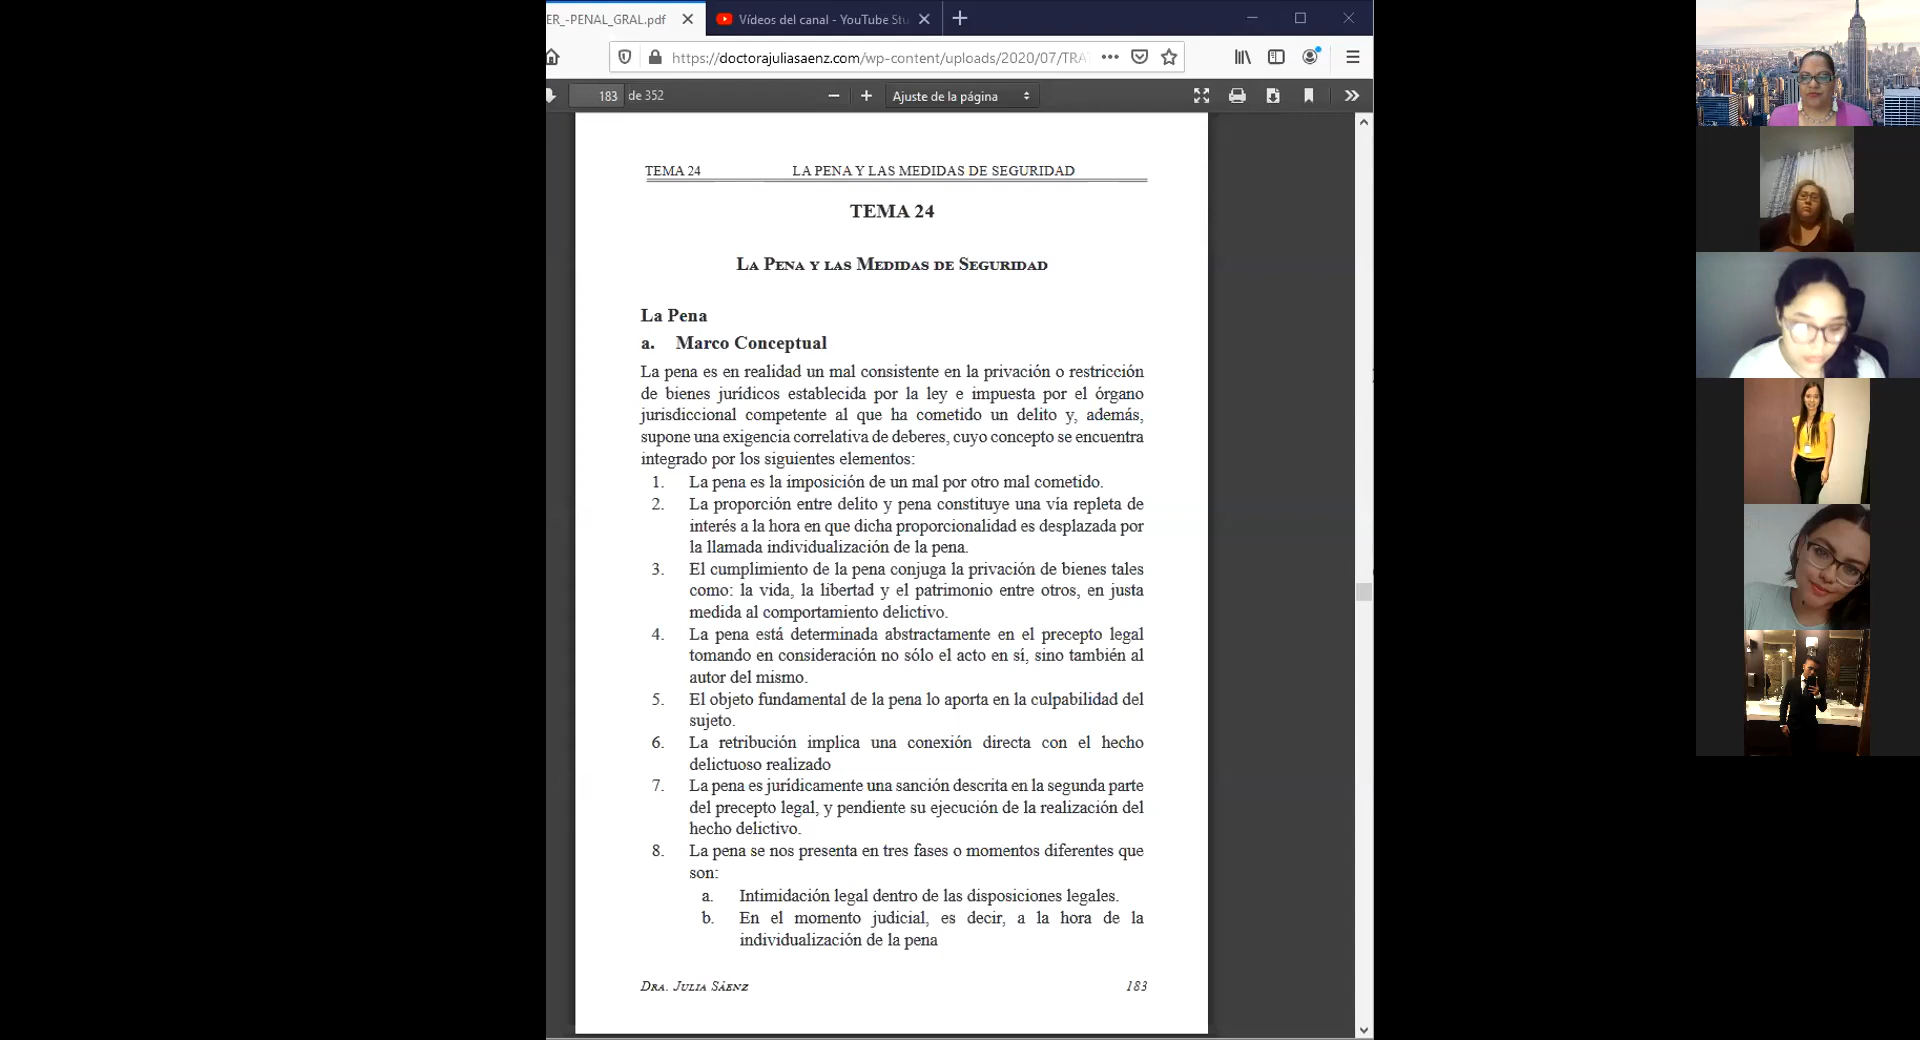 ER_-PENAL_GRAL.pdf
Vídeos del canal - YouTube Stu
https://doctorajuliasaenz.com/wp-content/uploads/2020/07/TRA
183 de 352
Ajuste de la página
TEMA 24 LA PENA Y LAS MEDIDAS DE SEGURIDAD
TEMA 24
LA PENA Y LAS MEDIDAS DE SEGURIDAD
La Pena
a. Marco Conceptual
La pena es en realidad un mal consistente en la privación o restricción
de bienes jurídicos establecida por la ley e impuesta por el órgano
jurisdiccional competente al que ha cometido un delito y, además,
supone una exigencia correlativa de deberes, cuyo concepto se encuentra
integrado por los siguientes elementos:
1. La pena es la imposición de un mal por otro mal cometido.
2. La proporción entre delito y pena constituye una vía repleta de
interés a la hora en que dicha proporcionalidad es desplazada por
la llamada individualización de la pena.
3. El cumplimiento de la pena conjuga la privación de bienes tales
como: la vida, la libertad y el patrimonio entre otros, en justa
medida al comportamiento delictivo.
4. La pena está determinada abstractamente en el precepto legal
tomando en consideración no sólo el acto en sí, sino también al
autor del mismo.
5. El objeto fundamental de la pena lo aporta en la culpabilidad del
sujeto.
6. La retribución implica una conexión directa con el hecho
delictuoso realizado
7. La pena es jurídicamente una sanción descrita en la segunda parte
del precepto legal, y pendiente su ejecución de la realización del
hecho delictivo.
8. La pena se nos presenta en tres fases o momentos diferentes que
son:
a. Intimidación legal dentro de las disposiciones legales.
b. En el momento judicial, es decir, a la hora de la
individualización de la pena
DRA. JULIA SÁENZ 183